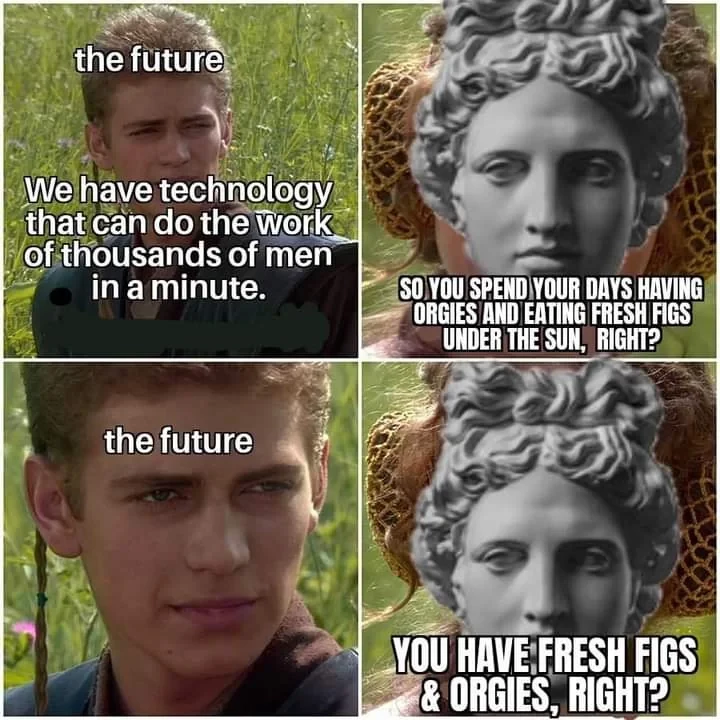 the future
We have technology
that can do the work
of thousands of men
in a minute.
SO YOU SPEND YOUR DAYS HAVING
ORGIES AND EATING FRESH FIGS
UNDER THE SUN, RIGHT?
the future
YOU HAVE FRESH FIGS
& ORGIES, RIGHT?